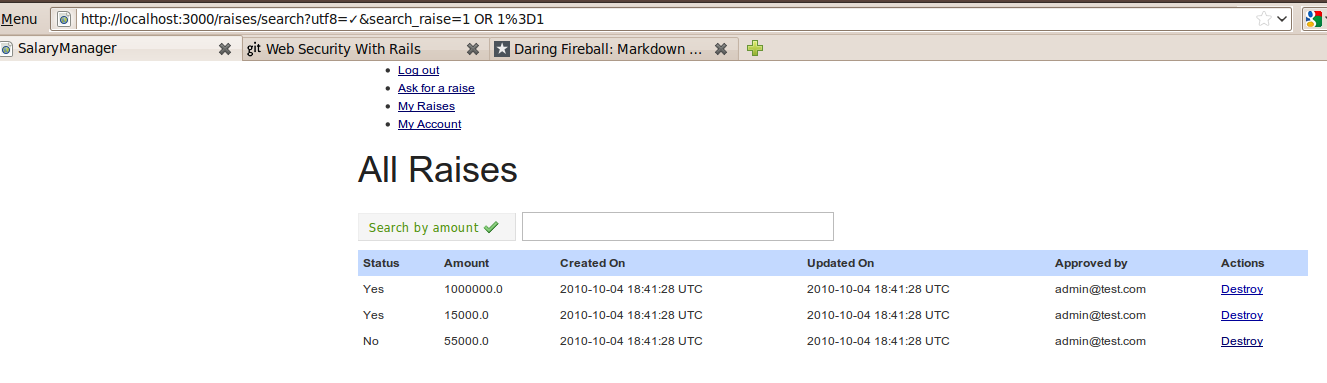 Menu http://localhost:3000/raises/search?utf8=✓&search_raise=1 OR 1%3D1
SalaryManager git Web Security With Rails Daring Fireball: Markdown ...
Log out
Ask for a raise
My Raises
My Account
All Raises
Search by amount
Status Amount Created On Updated On Approved by Actions
Yes 1000000.0 2010-10-04 18:41:28 UTC 2010-10-04 18:41:28 UTC admin@test.com Destroy
Yes 15000.0 2010-10-04 18:41:28 UTC 2010-10-04 18:41:28 UTC admin@test.com Destroy
No 55000.0 2010-10-04 18:41:28 UTC 2010-10-04 18:41:28 UTC admin@test.com Destroy